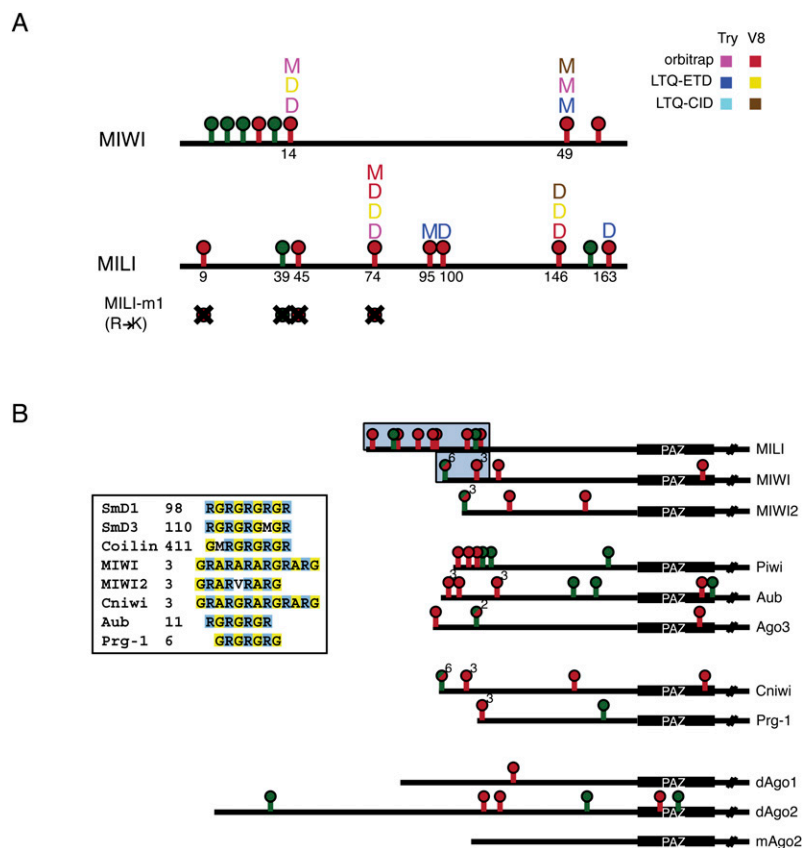 A
Try V8
orbitrap
LTQ-ETD
LTQ-CID
M M
D M
D M
MIWI
14 49
M
D D
D D
D M D D D
MILI
9 39 45 74 95 100 146 163
MILI-m1
(R→K)
B
PAZ MILI
6 3
PAZ MIWI
3
PAZ MIWI2
PAZ Piwi
3 3
PAZ Aub
2
PAZ Ago3
6 3
PAZ Cniwi
3
PAZ Prg-1
PAZ dAgo1
PAZ dAgo2
PAZ mAgo2
SmD1 98 RGRGRGRGR
SmD3 110 RGRGRGMGR
Coilin 411 GMRGRGRGR
MIWI 3 GRARARARGRARG
MIWI2 3 GRARVRARG
Cniwi 3 GRARGRARGRARG
Aub 11 RGRGRGR
Prg-1 6 GRGRGRG